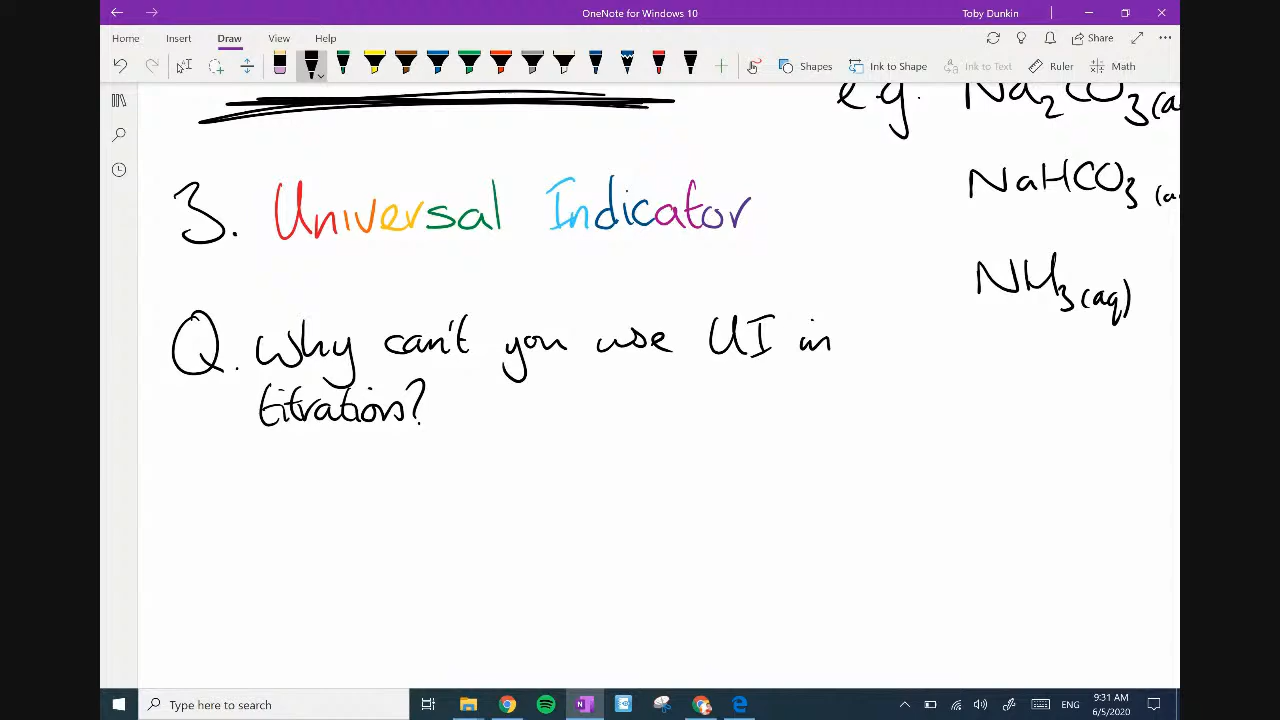 OneNote for Windows 10
Toby Dunkin
Home Insert Draw View Help
Share
Shapes Ink to Shape Ink to Text Ruler Math
e.g. Na2CO3(a
NaHCO3 (a
NH3(aq)
3. Universal Indicator
Q. Why can't you use UI in
titrations?
Type here to search
ENG
9:31 AM
6/5/2020